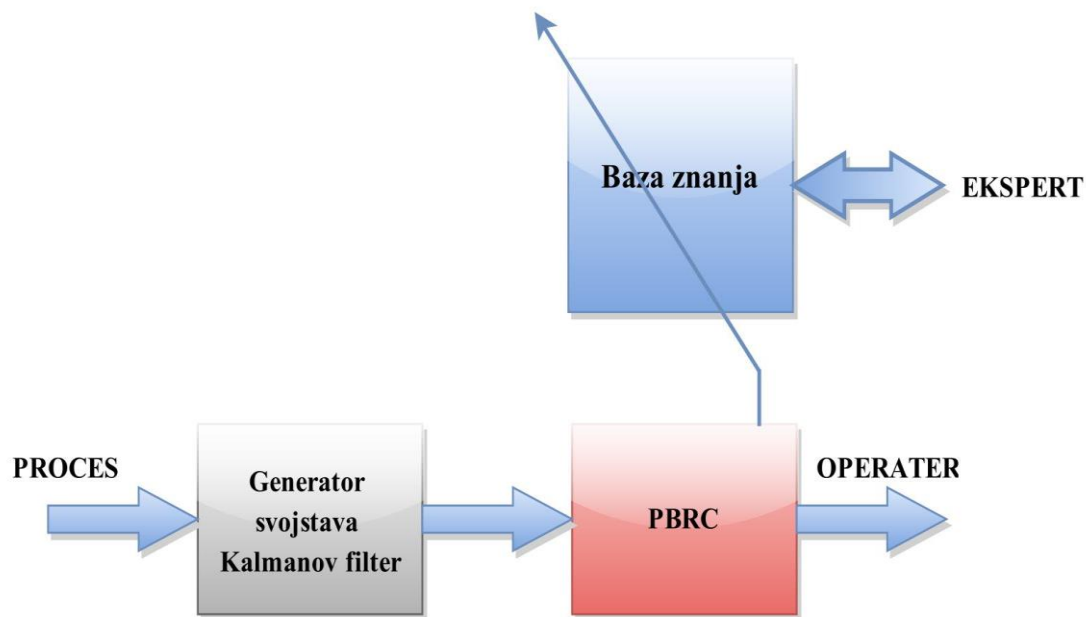 Baza znanja
EKSPERT
PROCES
Generator
svojstava
Kalmanov filter
PBRC
OPERATER